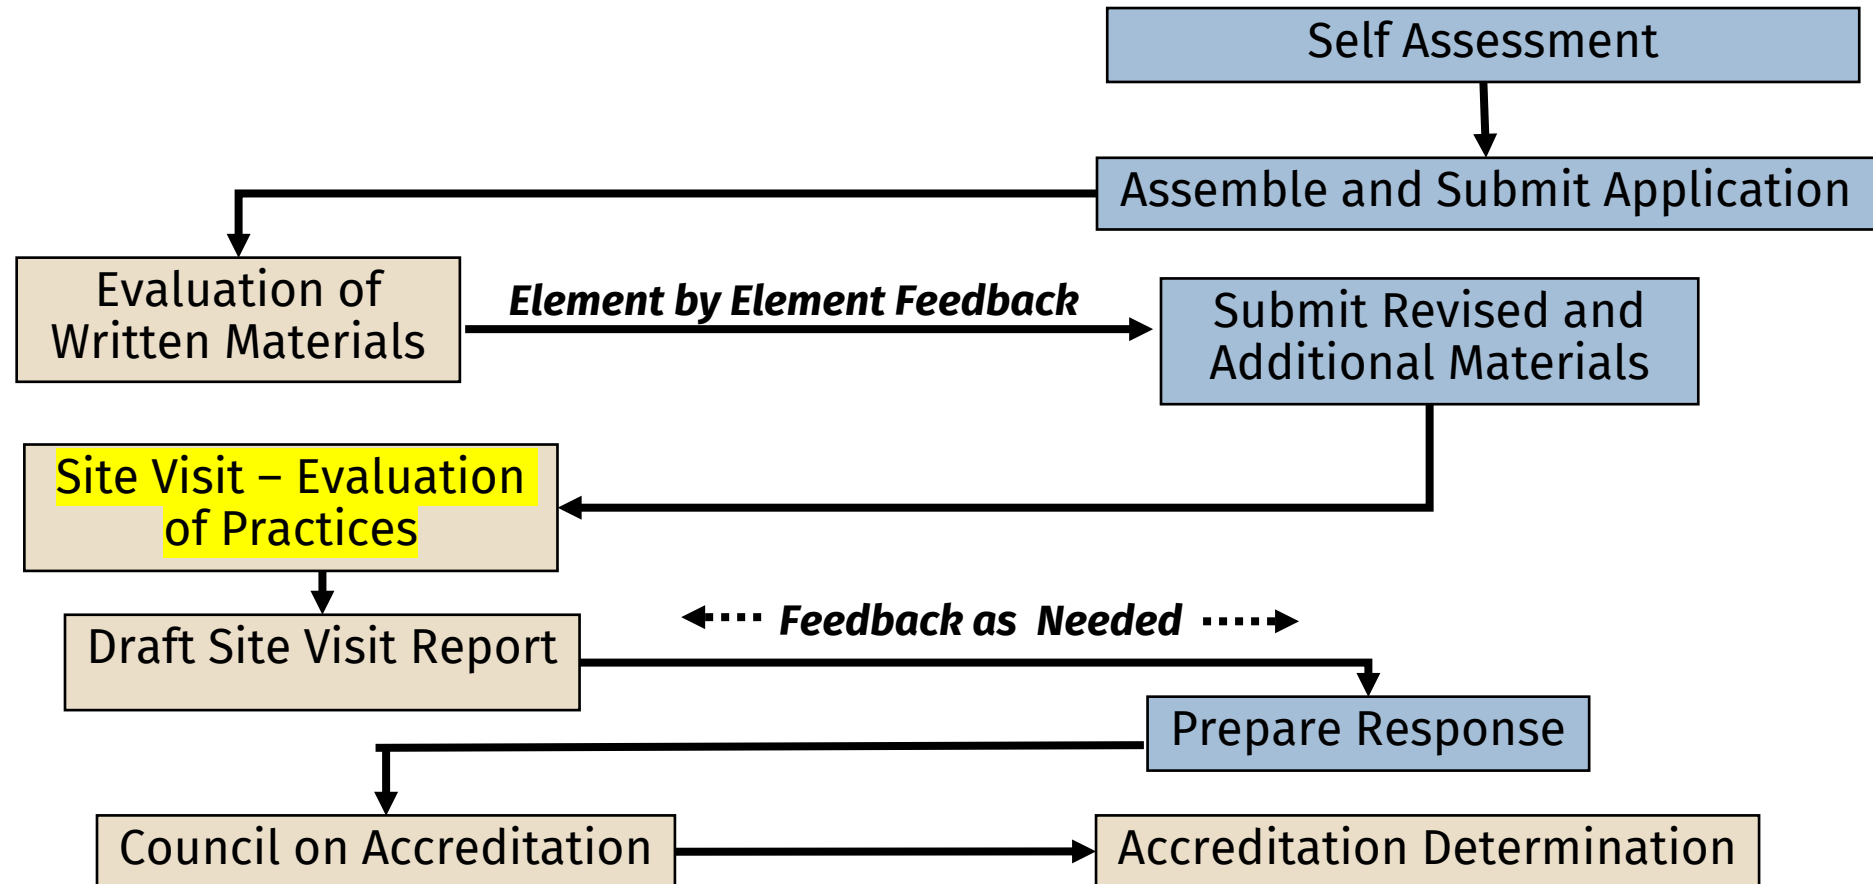 Self Assessment
Assemble and Submit Application
Evaluation of
Written Materials
Element by Element Feedback
Submit Revised and
Additional Materials
Site Visit – Evaluation
of Practices
Draft Site Visit Report
Feedback as Needed
Prepare Response
Council on Accreditation
Accreditation Determination